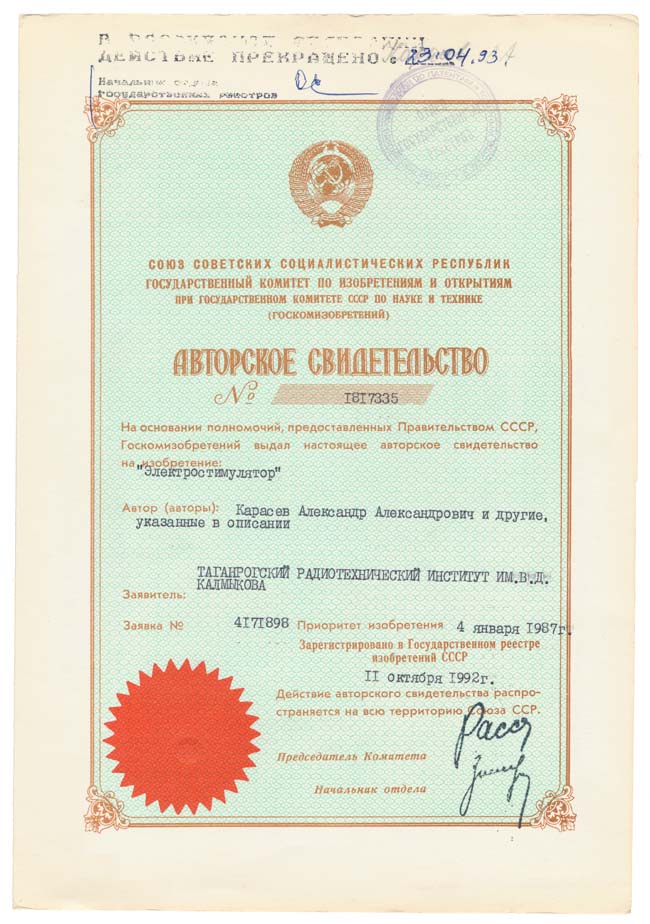 В РОССИЙСКОЙ ФЕДЕРАЦИИ
ДЕЙСТВИЕ ПРЕКРАЩЕНО с 23.04.93
Начальник отдела
государственных реестров
СОЮЗ СОВЕТСКИХ СОЦИАЛИСТИЧЕСКИХ РЕСПУБЛИК
ГОСУДАРСТВЕННЫЙ КОМИТЕТ ПО ИЗОБРЕТЕНИЯМ И ОТКРЫТИЯМ
ПРИ ГОСУДАРСТВЕННОМ КОМИТЕТЕ СССР ПО НАУКЕ И ТЕХНИКЕ
(ГОСКОМИЗОБРЕТЕНИЙ)
АВТОРСКОЕ СВИДЕТЕЛЬСТВО
№ 1817335
На основании полномочий, предоставленных Правительством СССР,
Госкомизобретений выдал настоящее авторское свидетельство
на изобретение:
"Электростимулятор"
Автор (авторы): Карасев Александр Александрович и другие,
указанные в описании
ТАГАНРОГСКИЙ РАДИОТЕХНИЧЕСКИЙ ИНСТИТУТ ИМ.В.Д.
КАЛМЫКОВА
Заявитель:
Заявка № 4171898 Приоритет изобретения 4 января 1987г.
Зарегистрировано в Государственном реестре
изобретений СССР
11 октября 1992г.
Действие авторского свидетельства распро-
страняется на всю территорию Союза ССР.
Председатель Комитета
Начальник отдела